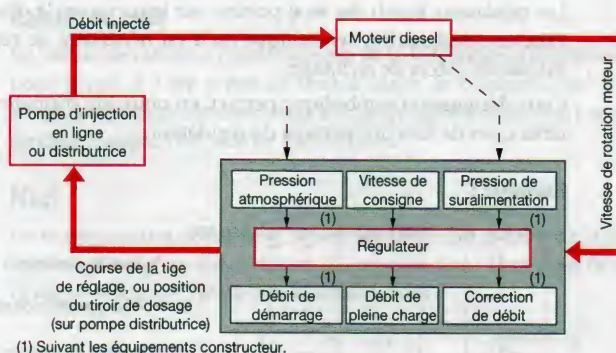 Débit injecté
Moteur diesel
Pompe d'injection
en ligne
ou distributrice
Vitesse de rotation moteur
Pression
atmosphérique
Vitesse de
consigne
Pression de
suralimentation
(1)
(1)
Régulateur
(1)
(1)
Débit de
démarrage
Débit de
pleine charge
Correction
de débit
Course de la tige
de réglage, ou position
du tiroir de dosage
(sur pompe distributrice)
(1) Suivant les équipements constructeur.